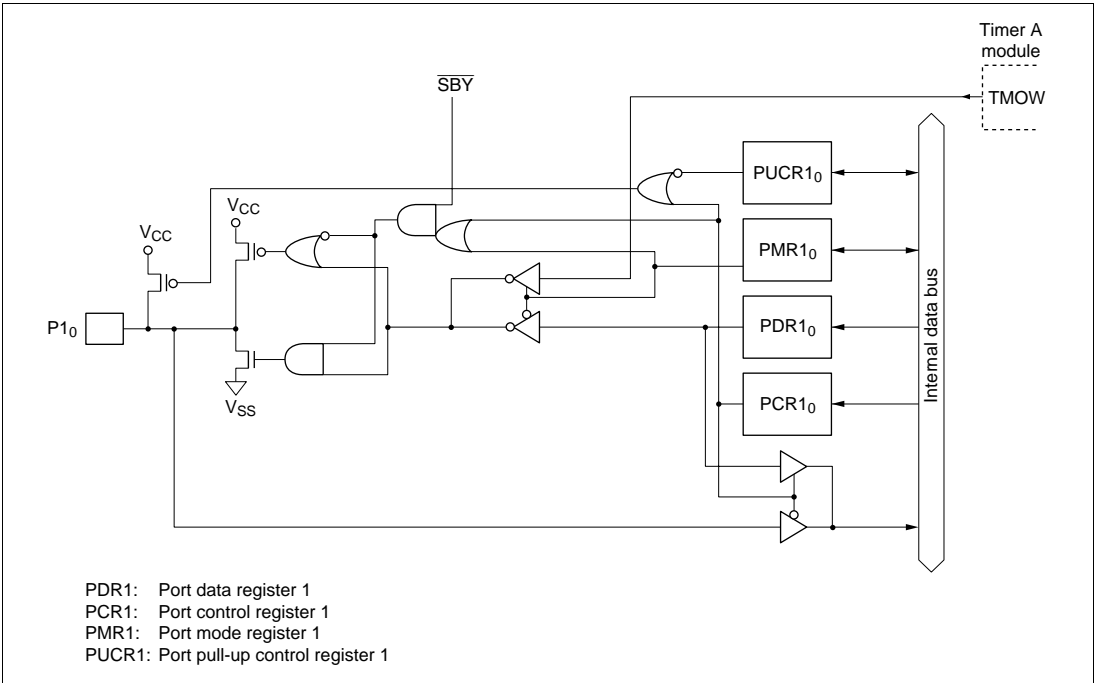 Timer A
module
SBY
TMOW
PUCR1₀
VCC
VCC
PMR1₀
P1₀
PDR1₀
Internal data bus
VSS
PCR1₀
PDR1: Port data register 1
PCR1: Port control register 1
PMR1: Port mode register 1
PUCR1: Port pull-up control register 1